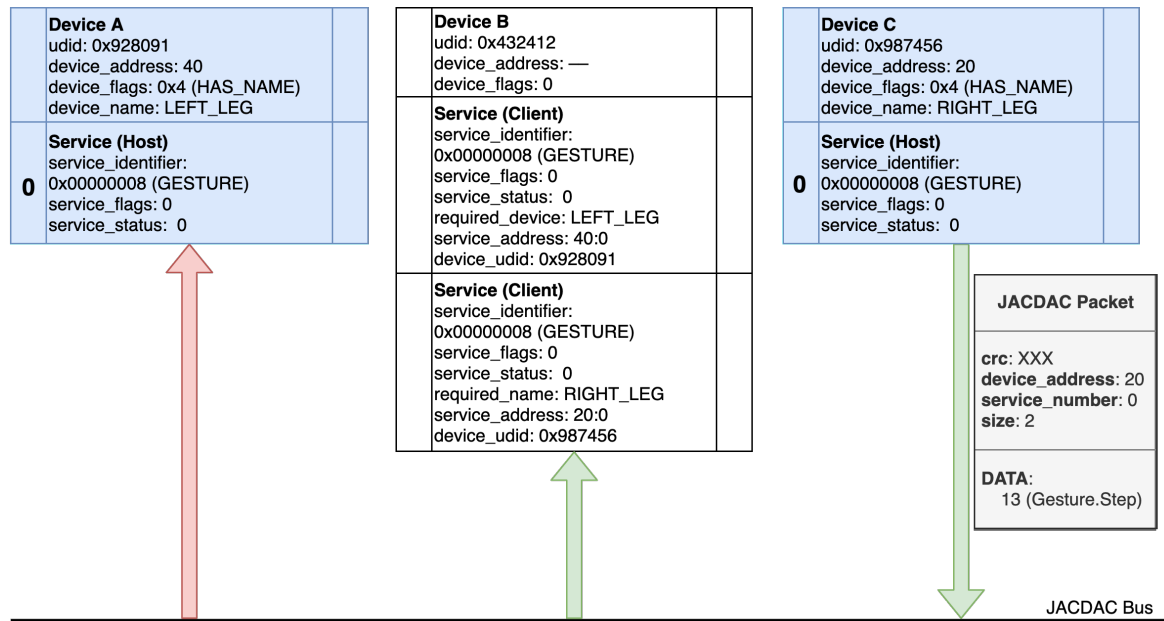 Device A
udid: 0x928091
device_address: 40
device_flags: 0x4 (HAS_NAME)
device_name: LEFT_LEG
0
Service (Host)
service_identifier:
0x00000008 (GESTURE)
service_flags: 0
service_status:  0
Device B
udid: 0x432412
device_address: —
device_flags: 0
Service (Client)
service_identifier:
0x00000008 (GESTURE)
service_flags: 0
service_status:  0
required_device: LEFT_LEG
service_address: 40:0
device_udid: 0x928091
Service (Client)
service_identifier:
0x00000008 (GESTURE)
service_flags: 0
service_status:  0
required_name: RIGHT_LEG
service_address: 20:0
device_udid: 0x987456
Device C
udid: 0x987456
device_address: 20
device_flags: 0x4 (HAS_NAME)
device_name: RIGHT_LEG
0
Service (Host)
service_identifier:
0x00000008 (GESTURE)
service_flags: 0
service_status:  0
JACDAC Packet
crc: XXX
device_address: 20
service_number: 0
size: 2
DATA:
13 (Gesture.Step)
JACDAC Bus